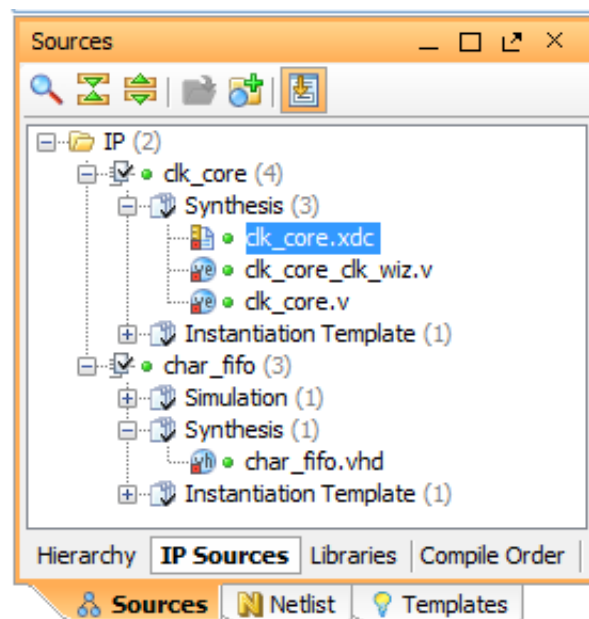 Sources
IP (2)
clk_core (4)
Synthesis (3)
clk_core.xdc
clk_core_clk_wiz.v
clk_core.v
Instantiation Template (1)
char_fifo (3)
Simulation (1)
Synthesis (1)
char_fifo.vhd
Instantiation Template (1)
Hierarchy IP Sources Libraries Compile Order
Sources Netlist Templates